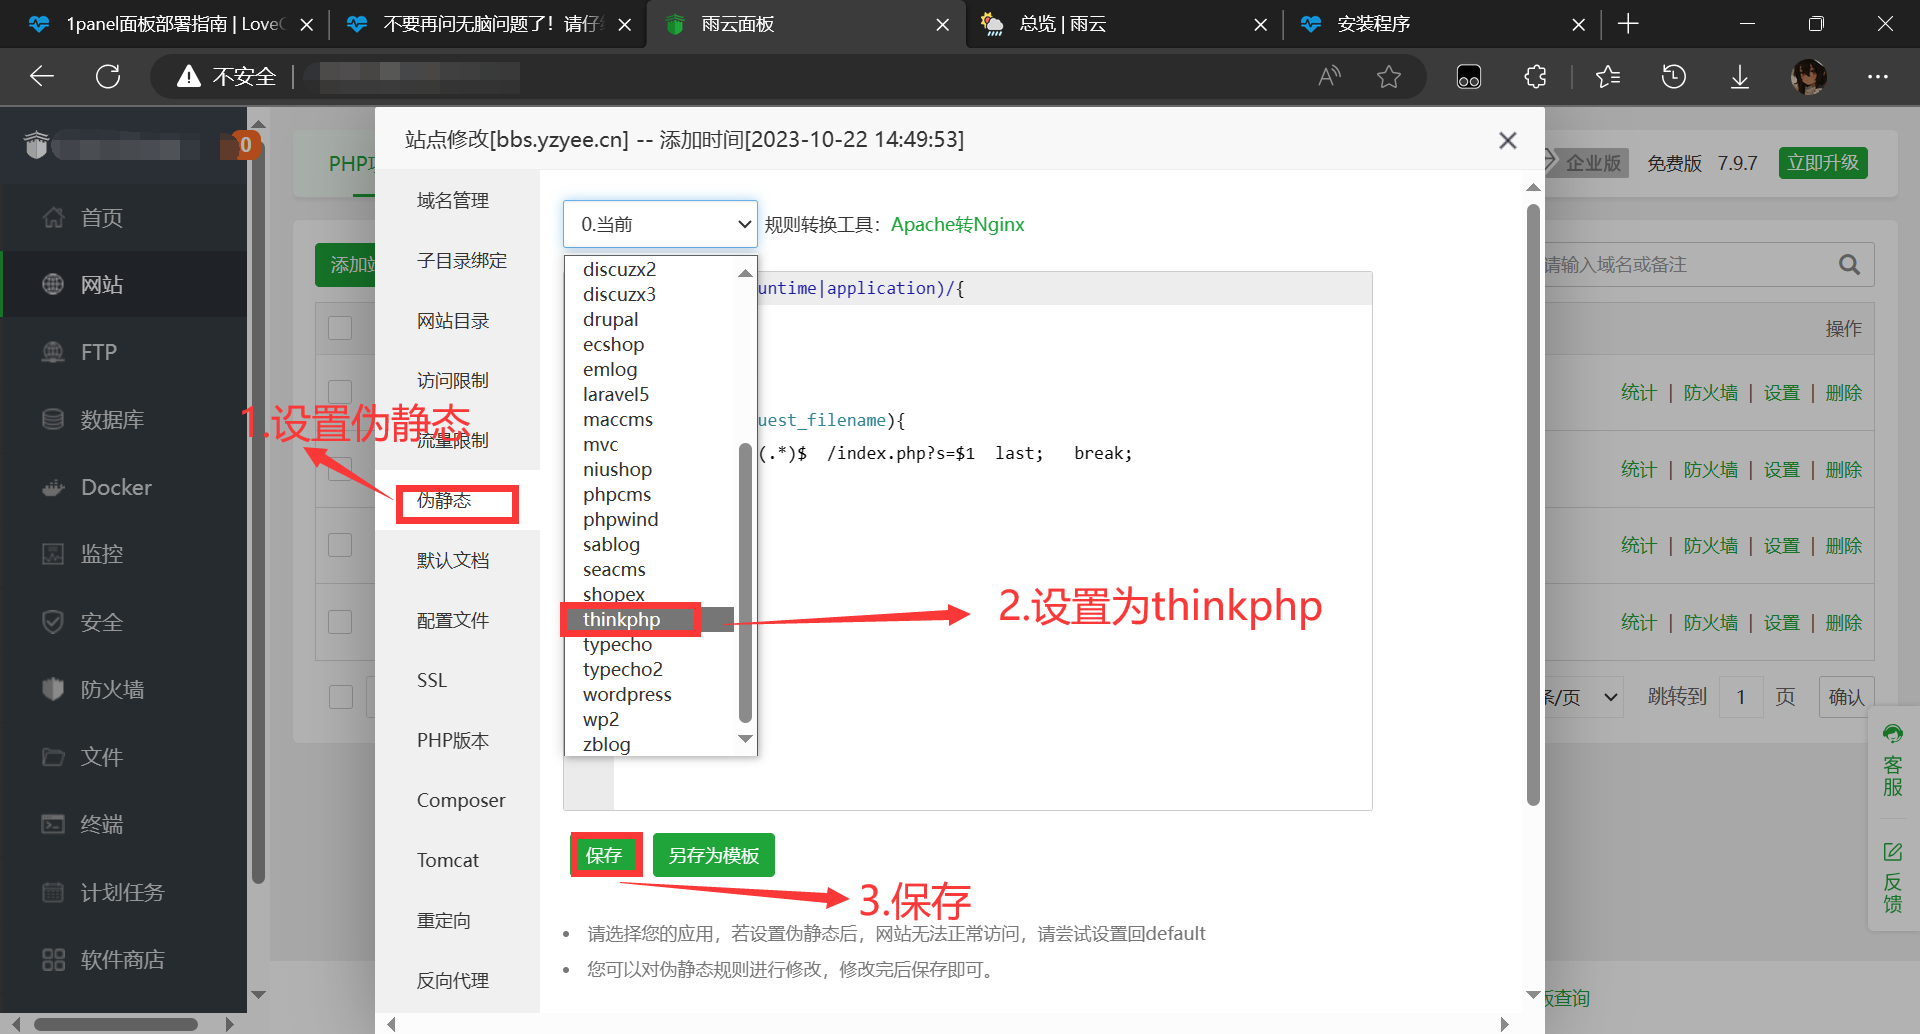 1panel面板部署指南 | Love
不要再问无脑问题了！请仔
雨云面板
总览 | 雨云
安装程序
不安全
0
首页
网站
FTP
数据库
Docker
监控
安全
防火墙
文件
终端
计划任务
软件商店
PHP
添加
站点修改[bbs.yzyee.cn] -- 添加时间[2023-10-22 14:49:53]
域名管理
子目录绑定
网站目录
访问限制
流量限制
伪静态
默认文档
配置文件
SSL
PHP版本
Composer
Tomcat
重定向
反向代理
1.设置伪静态
0.当前
规则转换工具：Apache转Nginx
discuzx2
discuzx3
drupal
ecshop
emlog
laravel5
maccms
mvc
niushop
phpcms
phpwind
sablog
seacms
shopex
thinkphp
typecho
typecho2
wordpress
wp2
zblog
untime|application)/{
uest_filename){
(.*)$ /index.php?s=$1 last; break;
2.设置为thinkphp
保存
另存为模板
3.保存
请选择您的应用，若设置伪静态后，网站无法正常访问，请尝试设置回default
您可以对伪静态规则进行修改，修改完后保存即可。
企业版
免费版 7.9.7
立即升级
请输入域名或备注
操作
统计 | 防火墙 | 设置 | 删除
统计 | 防火墙 | 设置 | 删除
统计 | 防火墙 | 设置 | 删除
统计 | 防火墙 | 设置 | 删除
条/页
跳转到 1 页 确认
客服
反馈
版查询